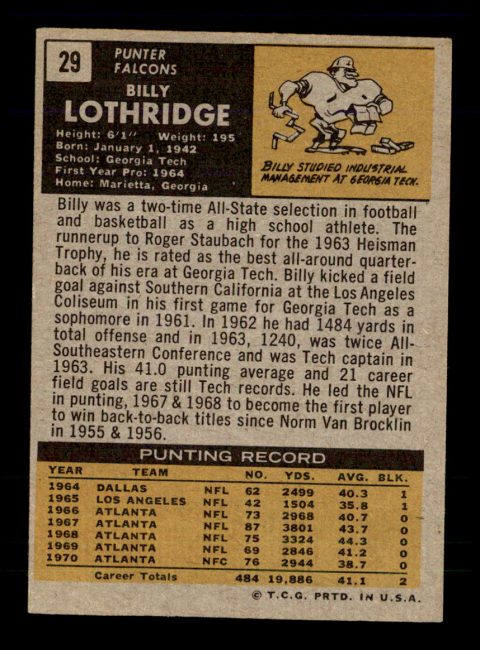 29
PUNTER
FALCONS
BILLY
LOTHRIDGE
Height: 6'1" Weight: 195
Born: January 1, 1942
School: Georgia Tech
First Year Pro: 1964
Home: Marietta, Georgia
BILLY STUDIED INDUSTRIAL
MANAGEMENT AT GEORGIA TECH.
Billy was a two-time All-State selection in football
and basketball as a high school athlete. The
runnerup to Roger Staubach for the 1963 Heisman
Trophy, he is rated as the best all-around quarter-
back of his era at Georgia Tech. Billy kicked a field
goal against Southern California at the Los Angeles
Coliseum in his first game for Georgia Tech as a
sophomore in 1961. In 1962 he had 1484 yards in
total offense and in 1963, 1240, was twice All-
Southeastern Conference and was Tech captain in
1963. His 41.0 punting average and 21 career
field goals are still Tech records. He led the NFL
in punting, 1967 & 1968 to become the first player
to win back-to-back titles since Norm Van Brocklin
in 1955 & 1956.
PUNTING RECORD
YEAR TEAM NO. YDS. AVG. BLK.
1964 DALLAS NFL 62 2499 40.3 1
1965 LOS ANGELES NFL 42 1504 35.8 1
1966 ATLANTA NFL 73 2968 40.7 0
1967 ATLANTA NFL 87 3801 43.7 0
1968 ATLANTA NFL 75 3324 44.3 0
1969 ATLANTA NFL 69 2846 41.2 0
1970 ATLANTA NFC 76 2944 38.7 0
Career Totals 484 19,886 41.1 2
© T.C.G. PRTD. IN U.S.A.